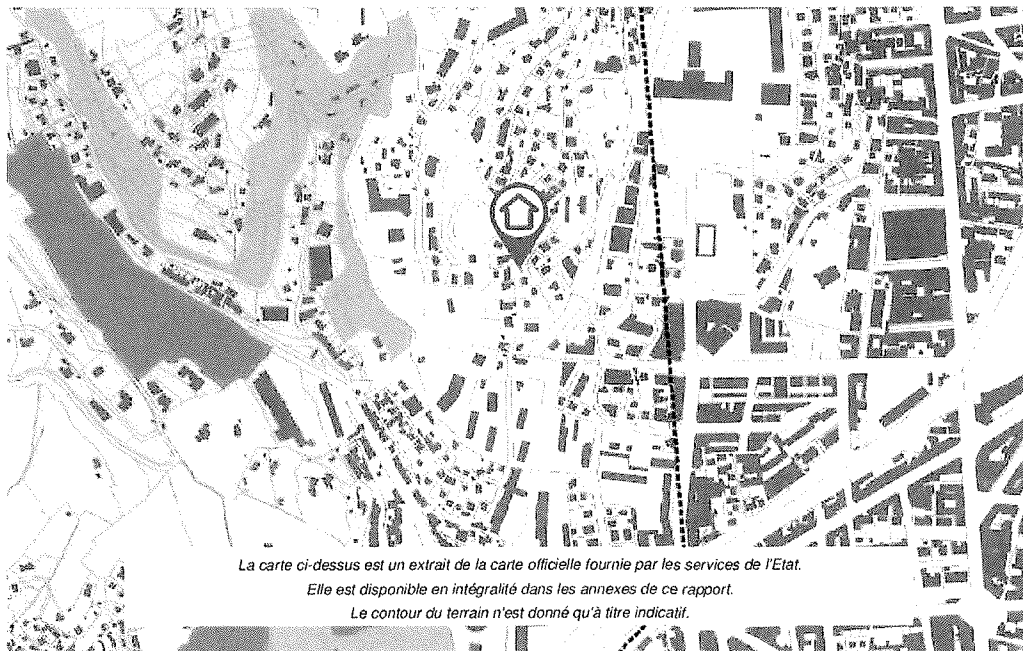 La carte ci-dessus est un extrait de la carte officielle fournie par les services de l'Etat.
Elle est disponible en intégralité dans les annexes de ce rapport.
Le contour du terrain n'est donné qu'à titre indicatif.